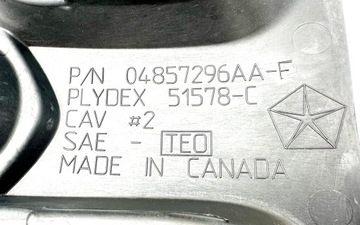 P/N 04857296AA-F
PLYDEX 51578-C
CAV #2
SAE - TEO
MADE IN CANADA